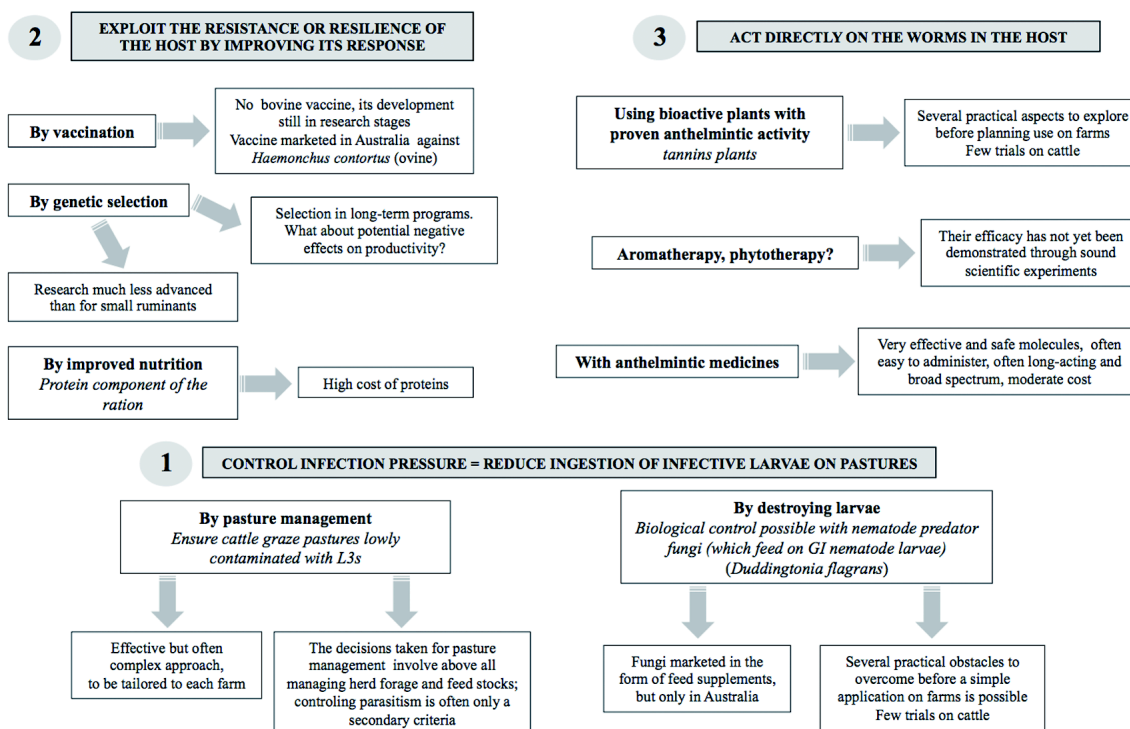 2
EXPLOIT THE RESISTANCE OR RESILIENCE OF
THE HOST BY IMPROVING ITS RESPONSE
By vaccination
No bovine vaccine, its development
still in research stages
Vaccine marketed in Australia against
Haemonchus contortus (ovine)
By genetic selection
Selection in long-term programs.
What about potential negative
effects on productivity?
Research much less advanced
than for small ruminants
By improved nutrition
Protein component of the
ration
High cost of proteins
3
ACT DIRECTLY ON THE WORMS IN THE HOST
Using bioactive plants with
proven anthelmintic activity
tannins plants
Several practical aspects to explore
before planning use on farms
Few trials on cattle
Aromatherapy, phytotherapy?
Their efficacy has not yet been
demonstrated through sound
scientific experiments
With anthelmintic medicines
Very effective and safe molecules, often
easy to administer, often long-acting and
broad spectrum, moderate cost
1
CONTROL INFECTION PRESSURE = REDUCE INGESTION OF INFECTIVE LARVAE ON PASTURES
By pasture management
Ensure cattle graze pastures lowly
contaminated with L3s
Effective but often
complex approach,
to be tailored to each farm
The decisions taken for pasture
management involve above all
managing herd forage and feed stocks;
controling parasitism is often only a
secondary criteria
By destroying larvae
Biological control possible with nematode predator
fungi (which feed on GI nematode larvae)
(Duddingtonia flagrans)
Fungi marketed in the
form of feed supplements,
but only in Australia
Several practical obstacles to
overcome before a simple
application on farms is possible
Few trials on cattle